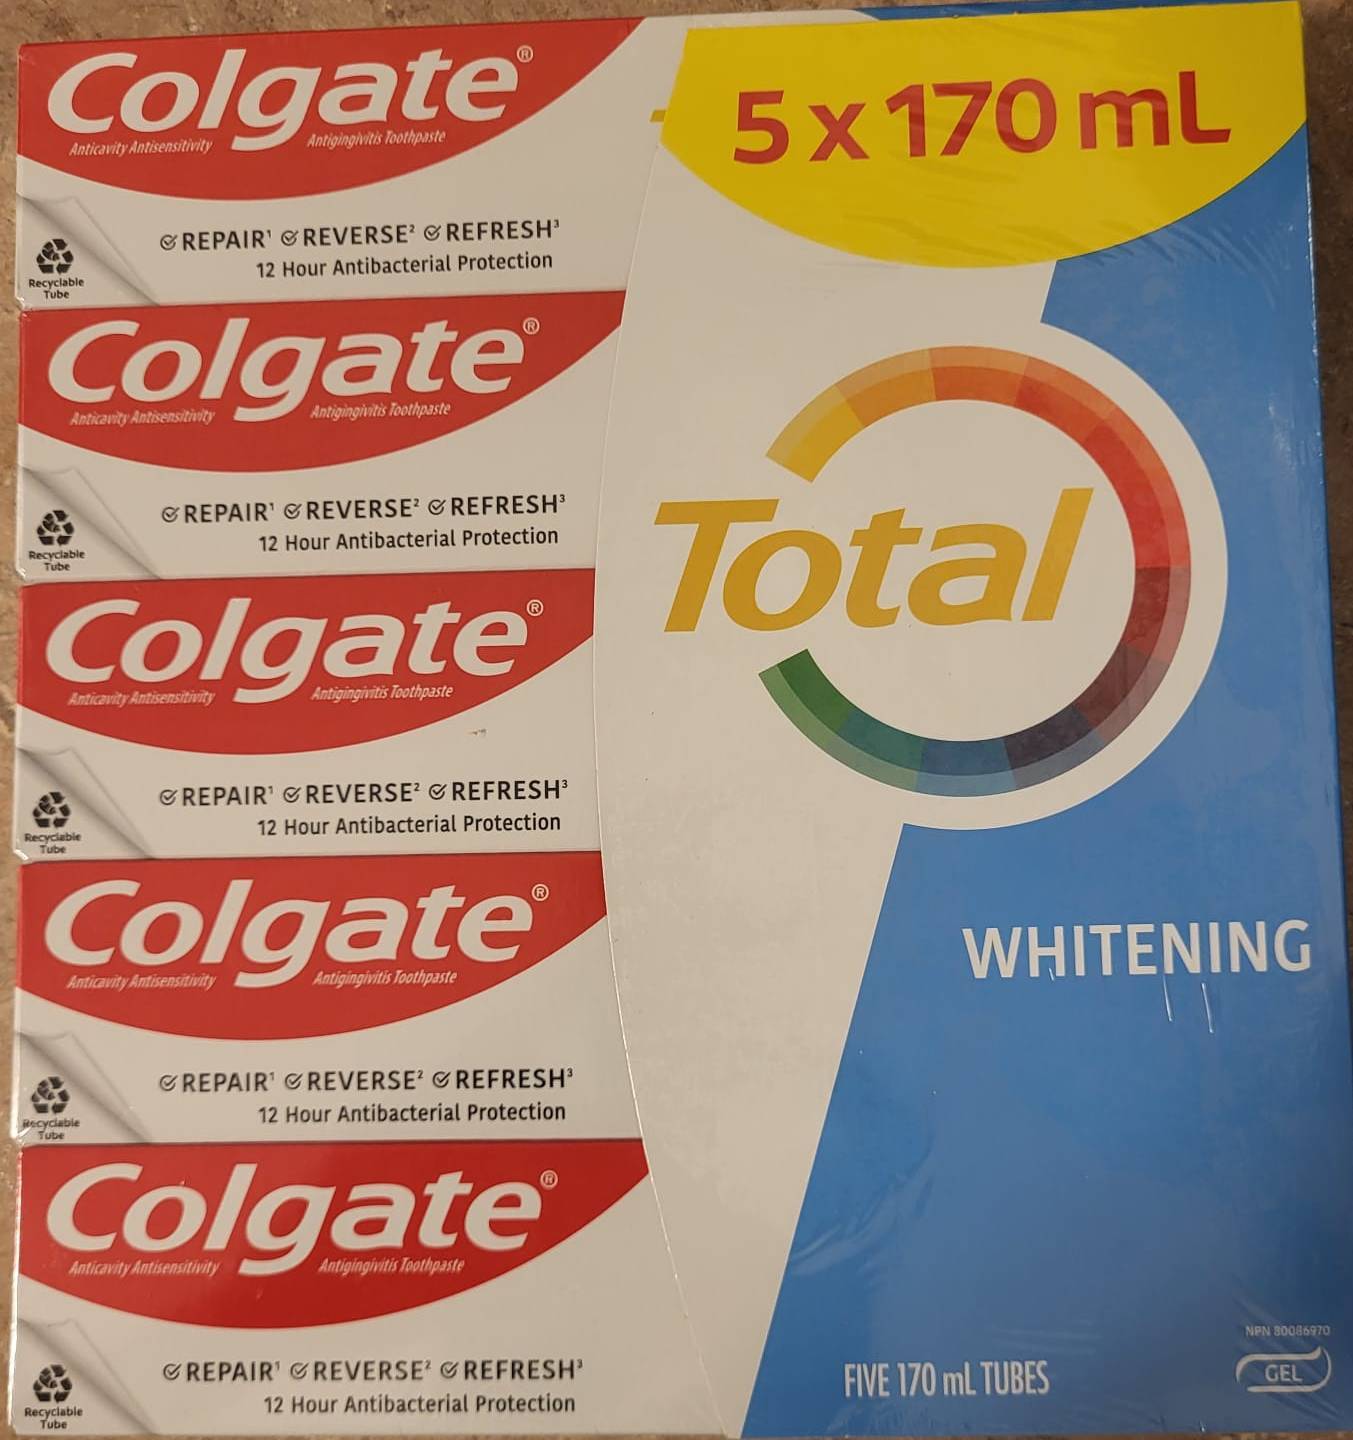 Colgate®
Anticavity Antisensitivity Antigingivitis Toothpaste
REPAIR¹ REVERSE² REFRESH³
12 Hour Antibacterial Protection
Recyclable
Tube
Colgate®
Anticavity Antisensitivity Antigingivitis Toothpaste
REPAIR¹ REVERSE² REFRESH³
12 Hour Antibacterial Protection
Recyclable
Tube
Colgate®
Anticavity Antisensitivity Antigingivitis Toothpaste
REPAIR¹ REVERSE² REFRESH³
12 Hour Antibacterial Protection
Recyclable
Tube
Colgate®
Anticavity Antisensitivity Antigingivitis Toothpaste
REPAIR¹ REVERSE² REFRESH³
12 Hour Antibacterial Protection
Recyclable
Tube
Colgate®
Anticavity Antisensitivity Antigingivitis Toothpaste
REPAIR¹ REVERSE² REFRESH³
12 Hour Antibacterial Protection
Recyclable
Tube
5 x 170 mL
Total
WHITENING
NPN 80086970
GEL
FIVE 170 mL TUBES